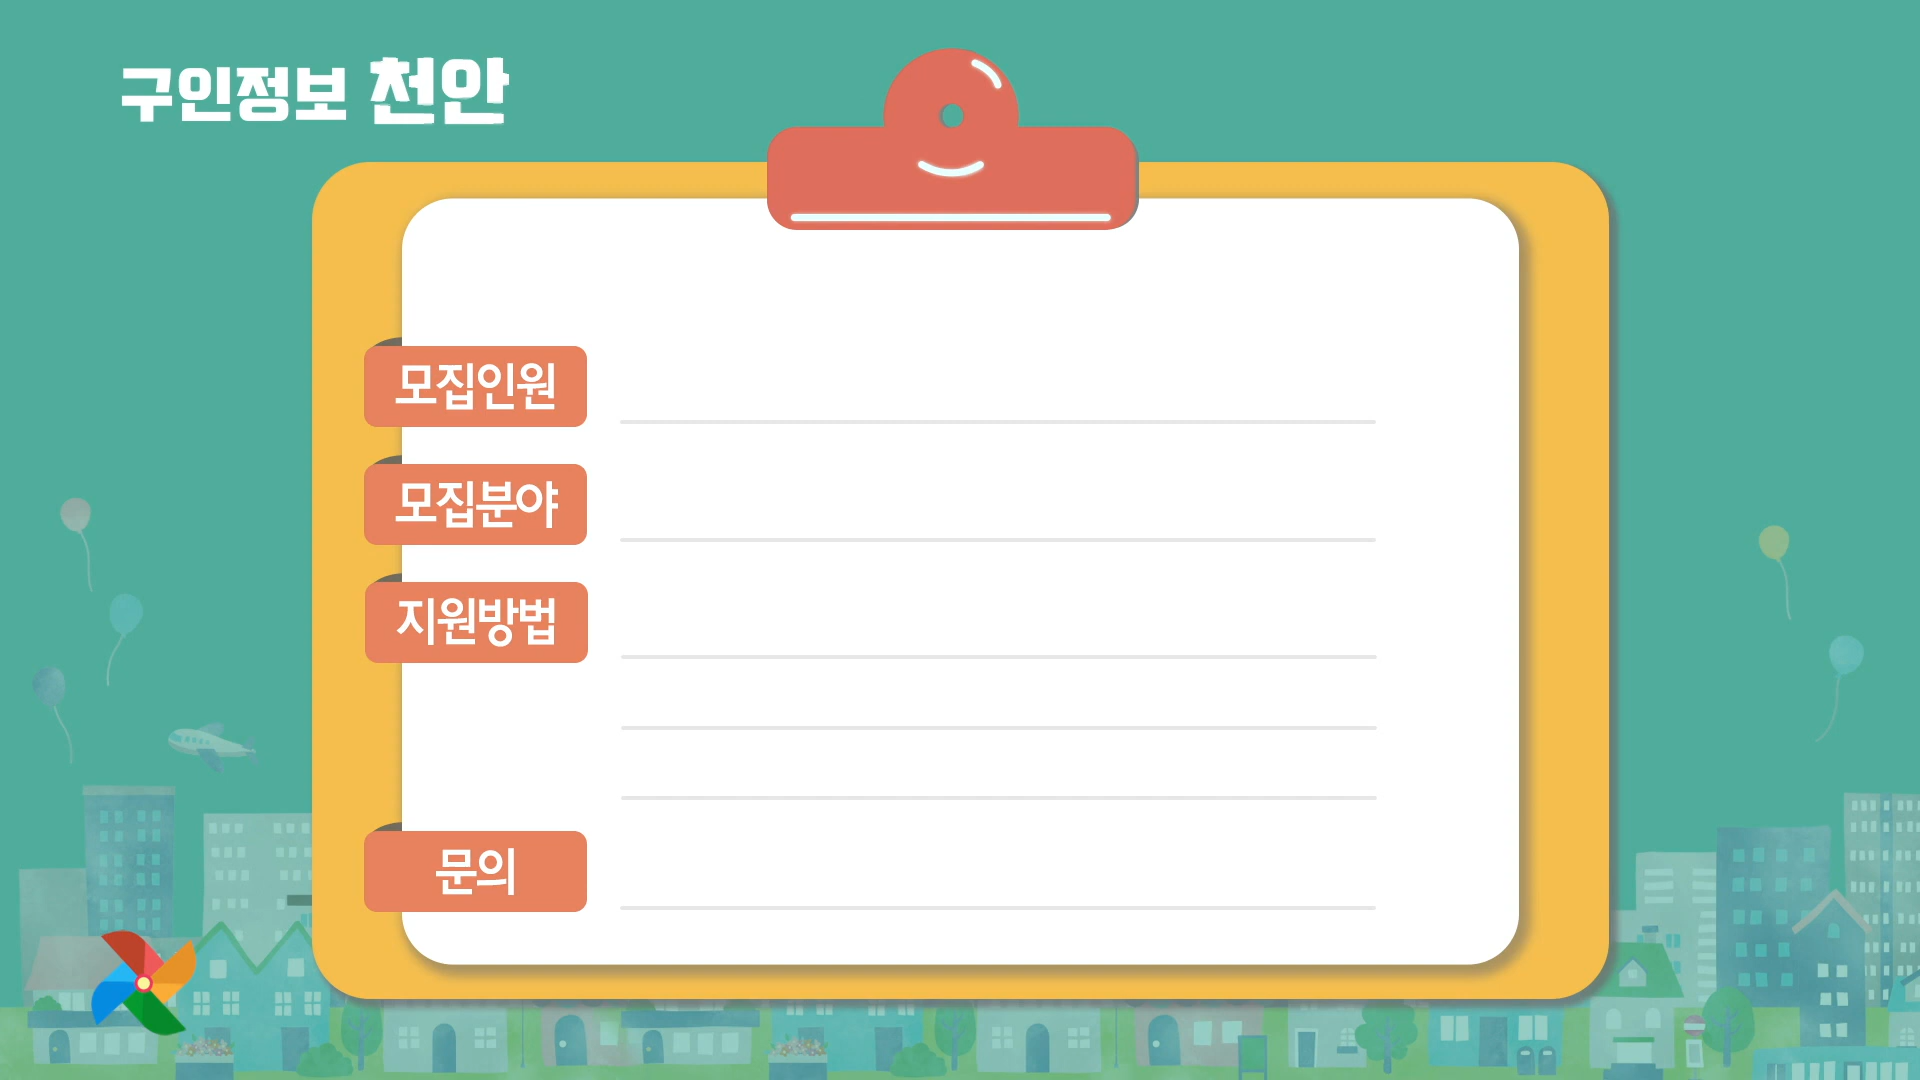 구인정보 천안
모집인원
모집분야
지원방법
문의